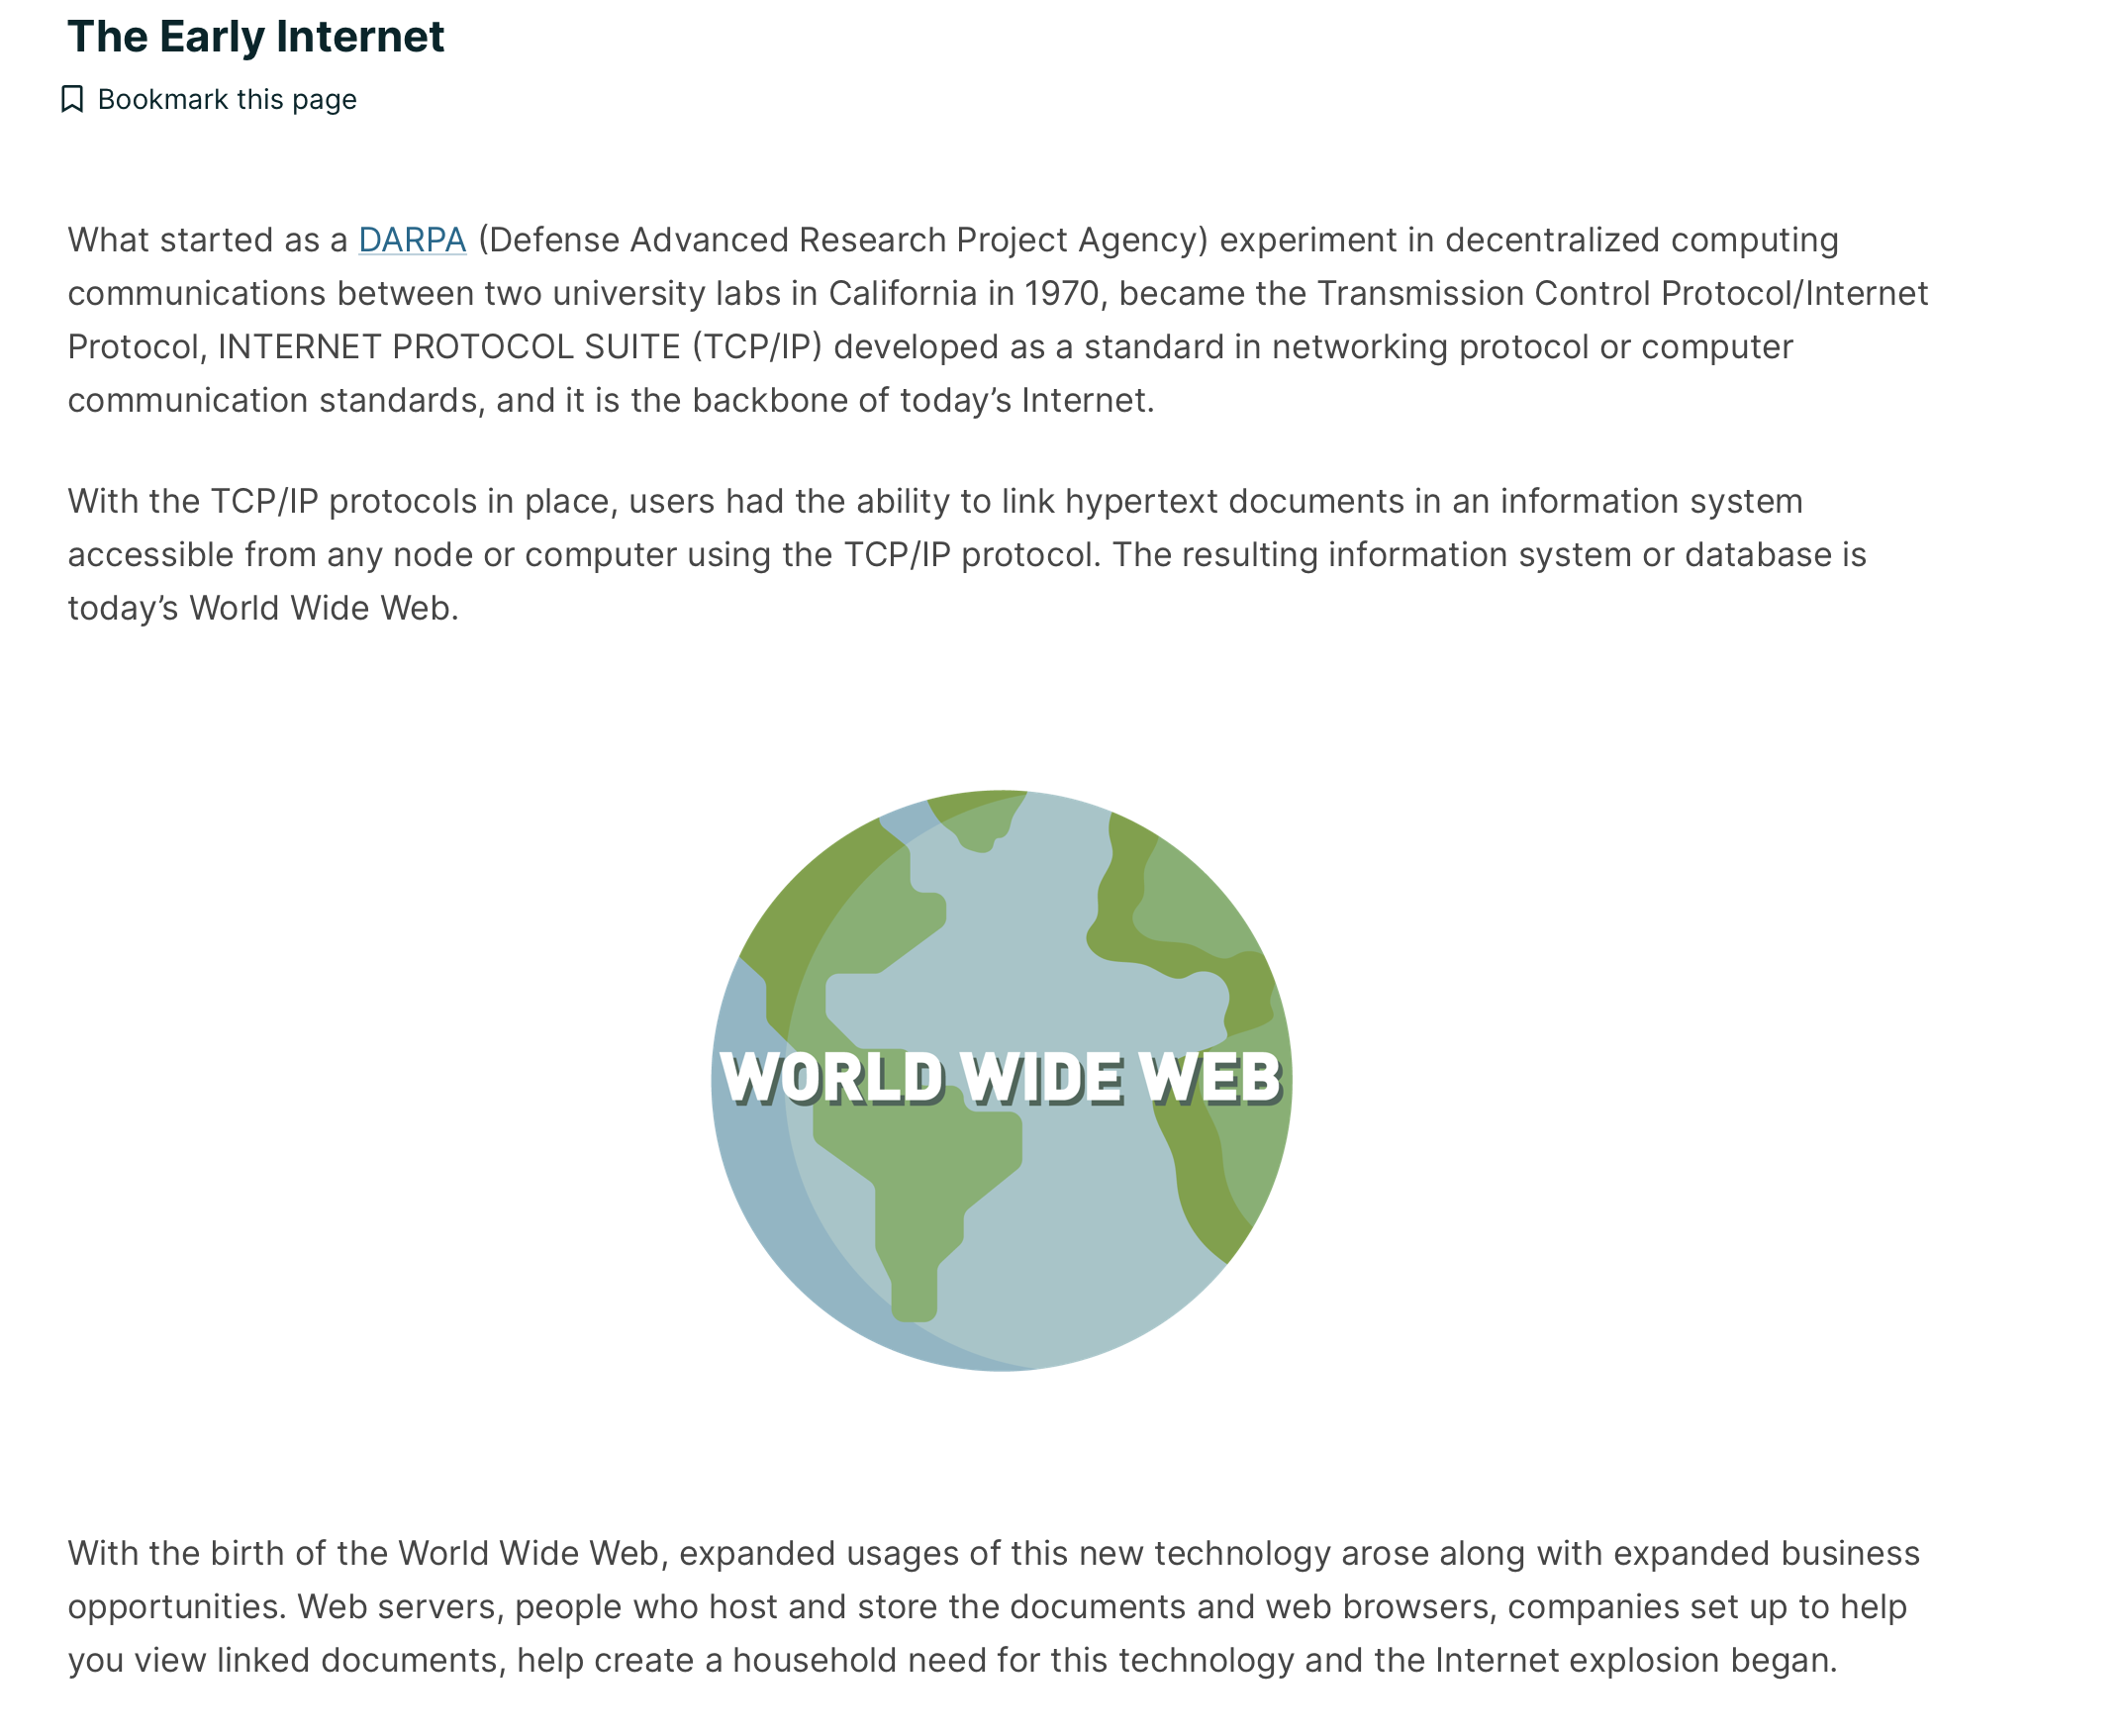 The Early Internet
Bookmark this page
What started as a DARPA (Defense Advanced Research Project Agency) experiment in decentralized computing
communications between two university labs in California in 1970, became the Transmission Control Protocol/Internet
Protocol, INTERNET PROTOCOL SUITE (TCP/IP) developed as a standard in networking protocol or computer
communication standards, and it is the backbone of today’s Internet.
With the TCP/IP protocols in place, users had the ability to link hypertext documents in an information system
accessible from any node or computer using the TCP/IP protocol. The resulting information system or database is
today’s World Wide Web.
WORLD WIDE WEB
With the birth of the World Wide Web, expanded usages of this new technology arose along with expanded business
opportunities. Web servers, people who host and store the documents and web browsers, companies set up to help
you view linked documents, help create a household need for this technology and the Internet explosion began.